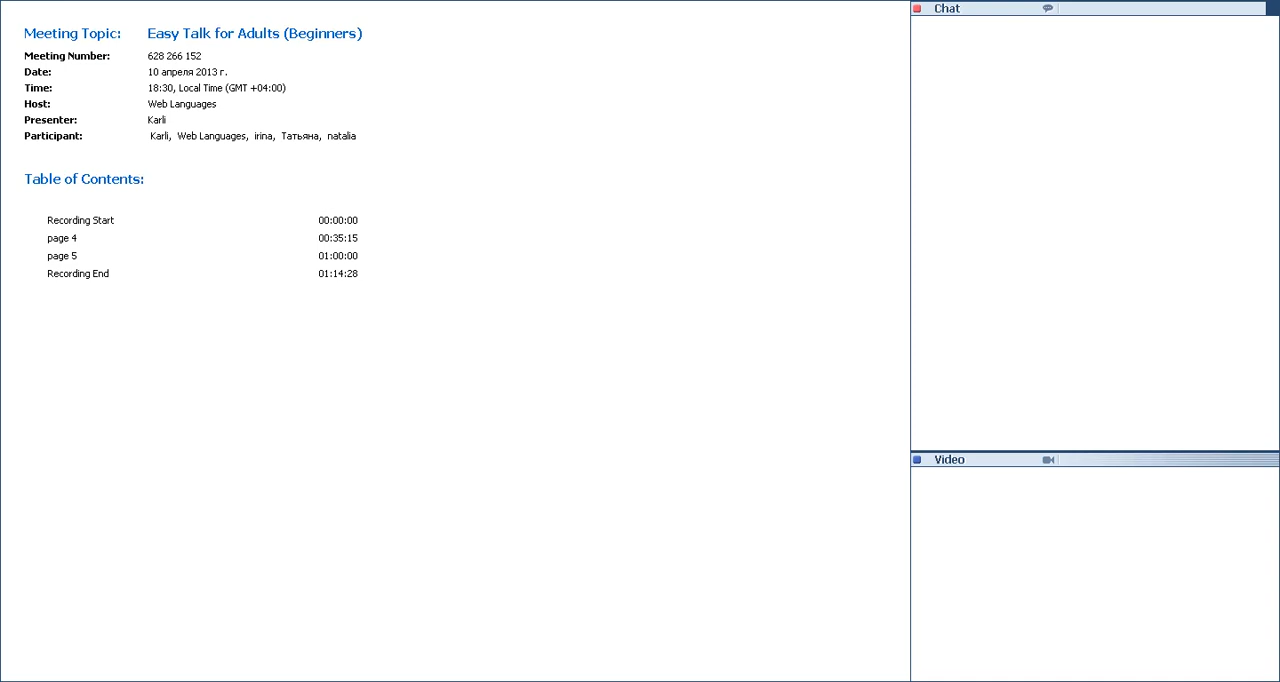 Meeting Topic: Easy Talk for Adults (Beginners)
Meeting Number: 628 266 152
Date: 10 апреля 2013 г.
Time: 18:30, Local Time (GMT +04:00)
Host: Web Languages
Presenter: Karli
Participant: Karli, Web Languages, irina, Татьяна, natalia
Table of Contents:
Recording Start 00:00:00
page 4 00:35:15
page 5 01:00:00
Recording End 01:14:28
Chat
Video